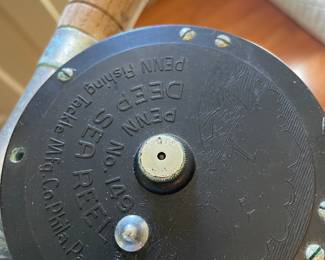 PENN No. 149
DEEP SEA REEL
PENN Fishing Tackle Mfg. Co. Phila. Pa.